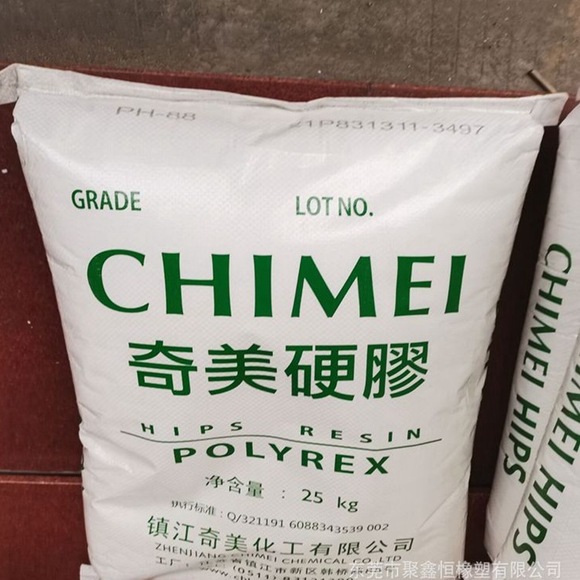 PH-88 21P831311-3497
GRADE LOT NO.
CHIMEI
奇美硬膠
HIPS RESIN
POLYREX
净含量 : 25 kg
执行标准: Q/321191 6088343539 002
镇江奇美化工有限公司
ZHENJIANG CHIMEI CHEMICAL CO., LTD
CHIMEI HIPS
CHIMEI HIPS
东莞市聚鑫恒橡塑有限公司